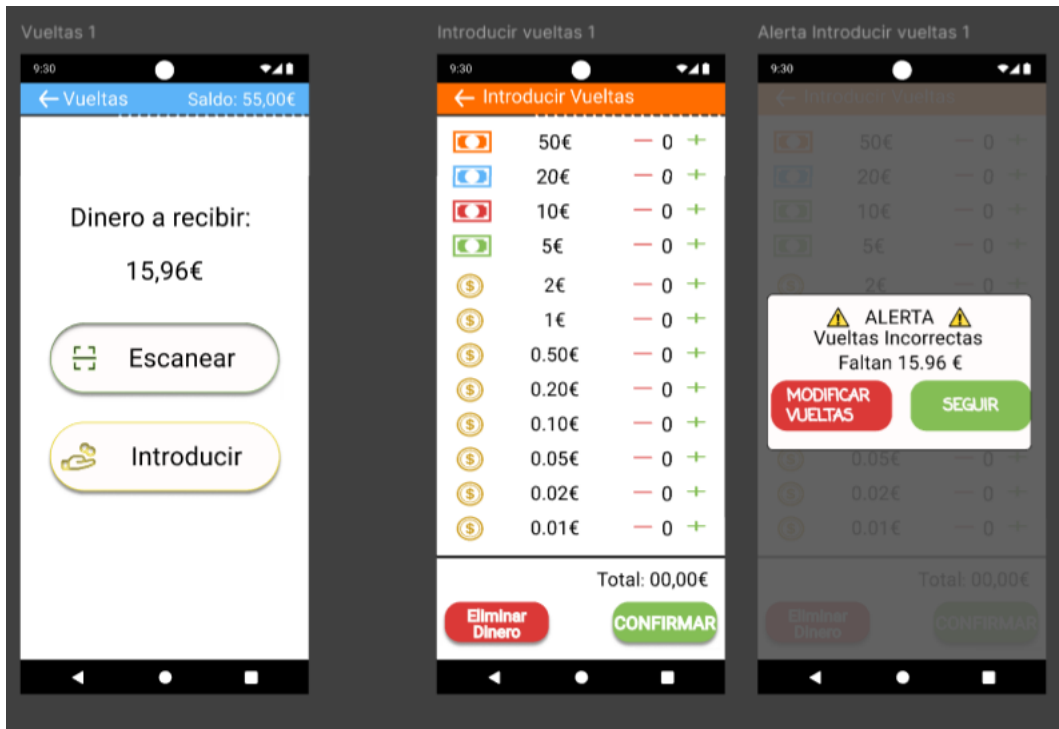 Vueltas 1
9:30
Vueltas Saldo: 55,00€
Dinero a recibir:
15,96€
Escanear
Introducir
Introducir vueltas 1
9:30
Introducir Vueltas
50€ — 0 +
20€ — 0 +
10€ — 0 +
5€ — 0 +
$ 2€ — 0 +
$ 1€ — 0 +
$ 0.50€ — 0 +
$ 0.20€ — 0 +
$ 0.10€ — 0 +
$ 0.05€ — 0 +
$ 0.02€ — 0 +
$ 0.01€ — 0 +
Total: 00,00€
Eliminar
Dinero
CONFIRMAR
Alerta Introducir vueltas 1
9:30
Introducir Vueltas
50€ — 0 +
20€ — 0 +
10€ — 0 +
5€ — 0 +
$ 2€ — 0 +
ALERTA
Vueltas Incorrectas
Faltan 15.96 €
MODIFICAR
VUELTAS
SEGUIR
$ 0.05€ — 0 +
$ 0.02€ — 0 +
$ 0.01€ — 0 +
Total: 00,00€
Eliminar
Dinero
CONFIRMAR